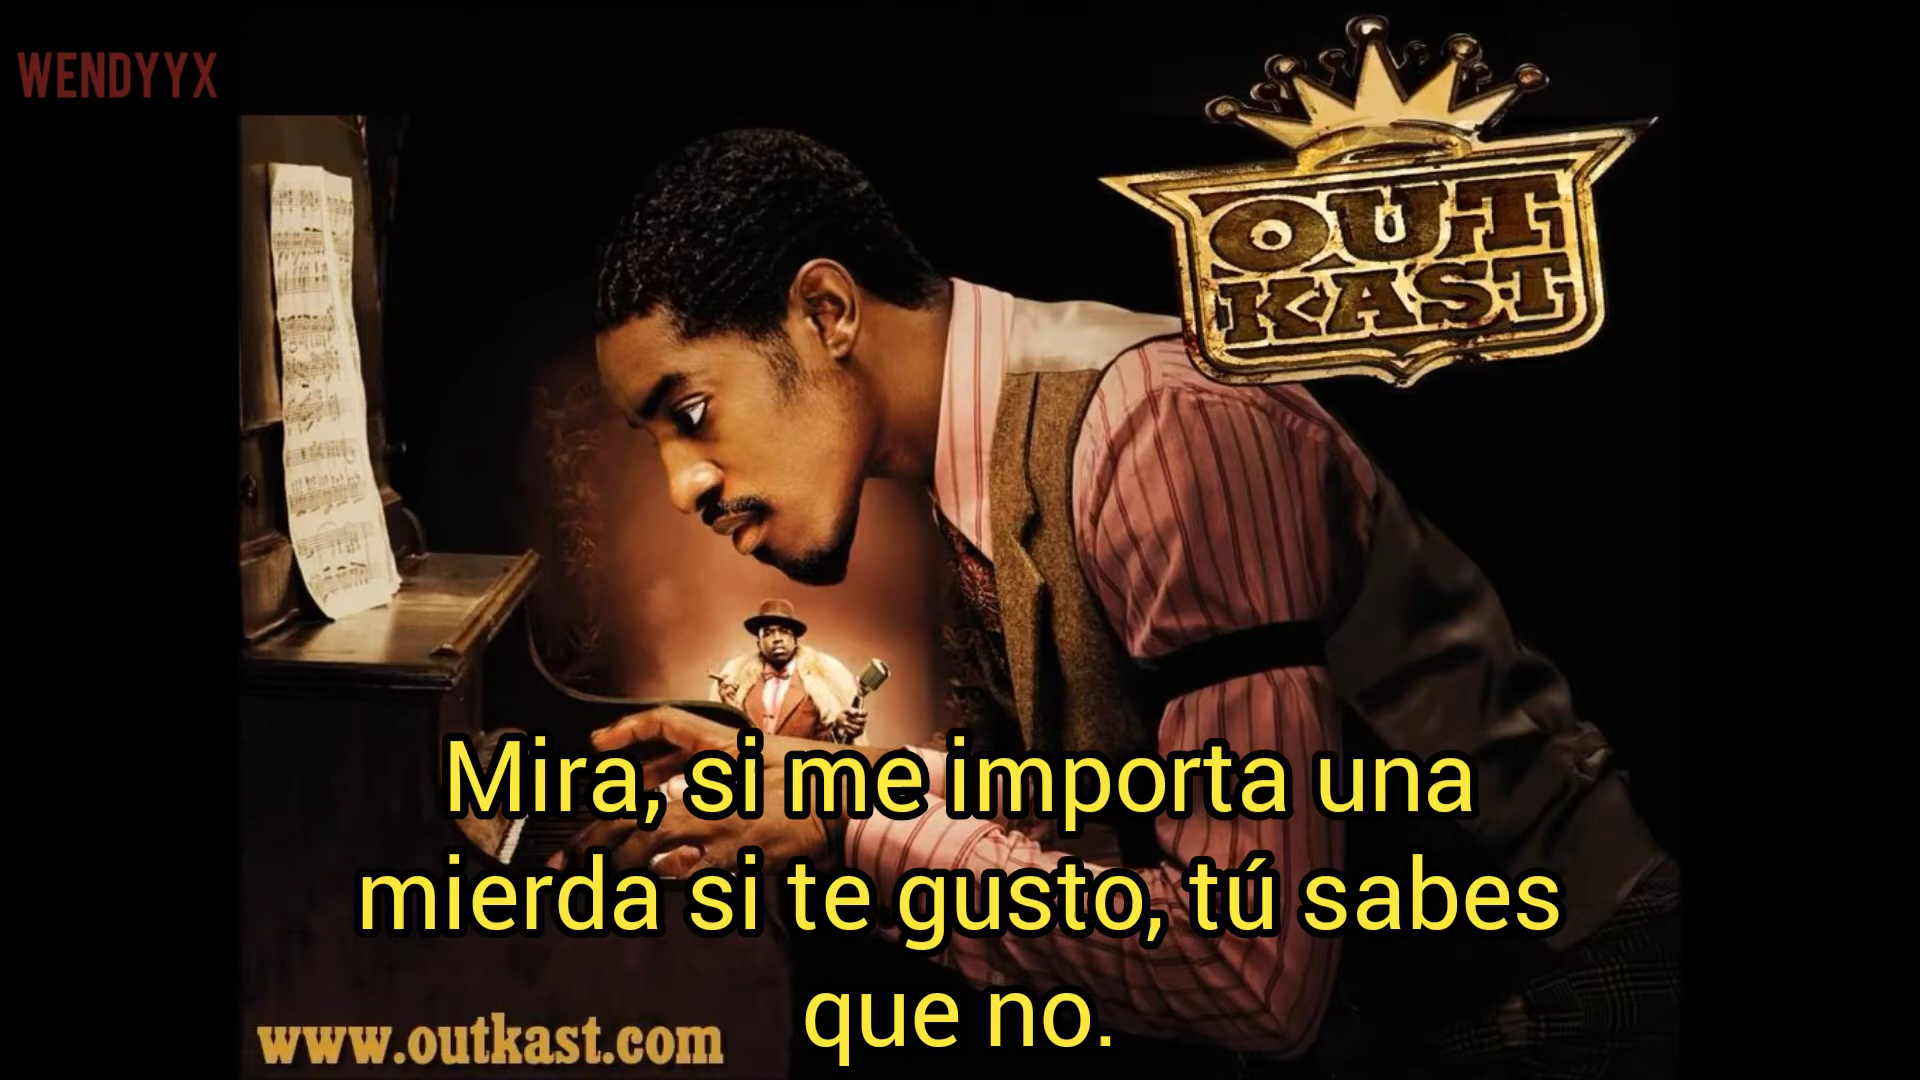 WENDYYX
OUT
KAST
Mira, si me importa una
mierda si te gusto, tú sabes
que no.
www.outkast.com